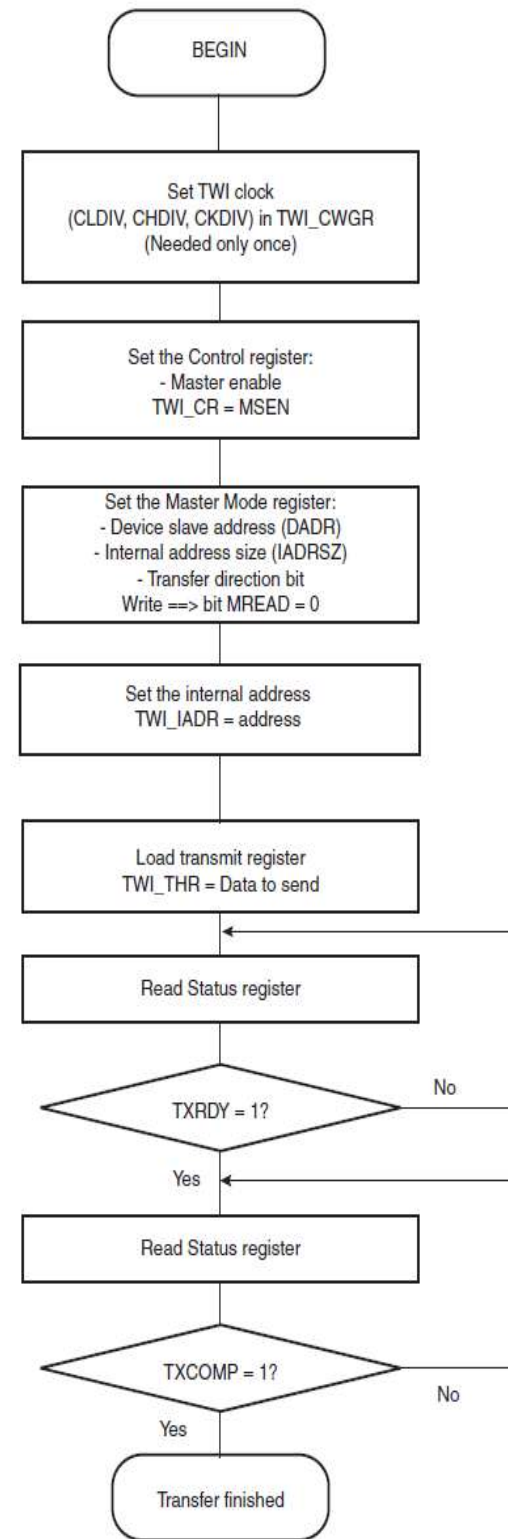 BEGIN
Set TWI clock
(CLDIV, CHDIV, CKDIV) in TWI_CWGR
(Needed only once)
Set the Control register:
- Master enable
TWI_CR = MSEN
Set the Master Mode register:
- Device slave address (DADR)
- Internal address size (IADRSZ)
- Transfer direction bit
Write ==> bit MREAD = 0
Set the internal address
TWI_IADR = address
Load transmit register
TWI_THR = Data to send
Read Status register
No
TXRDY = 1?
Yes
Read Status register
TXCOMP = 1?
No
Yes
Transfer finished